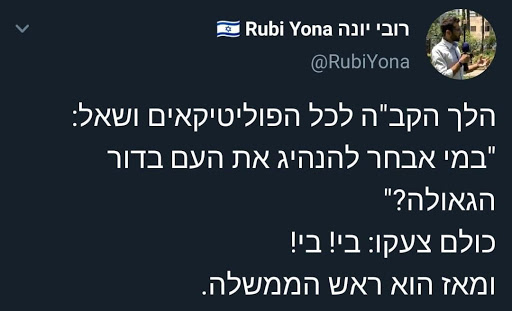 רובי יונה Rubi Yona 🇮🇱
@RubiYona
הלך הקב"ה לכל הפוליטיקאים ושאל:
"במי אבחר להנהיג את העם בדור
הגאולה?"
כולם צעקו: בי! בי!
ומאז הוא ראש הממשלה.